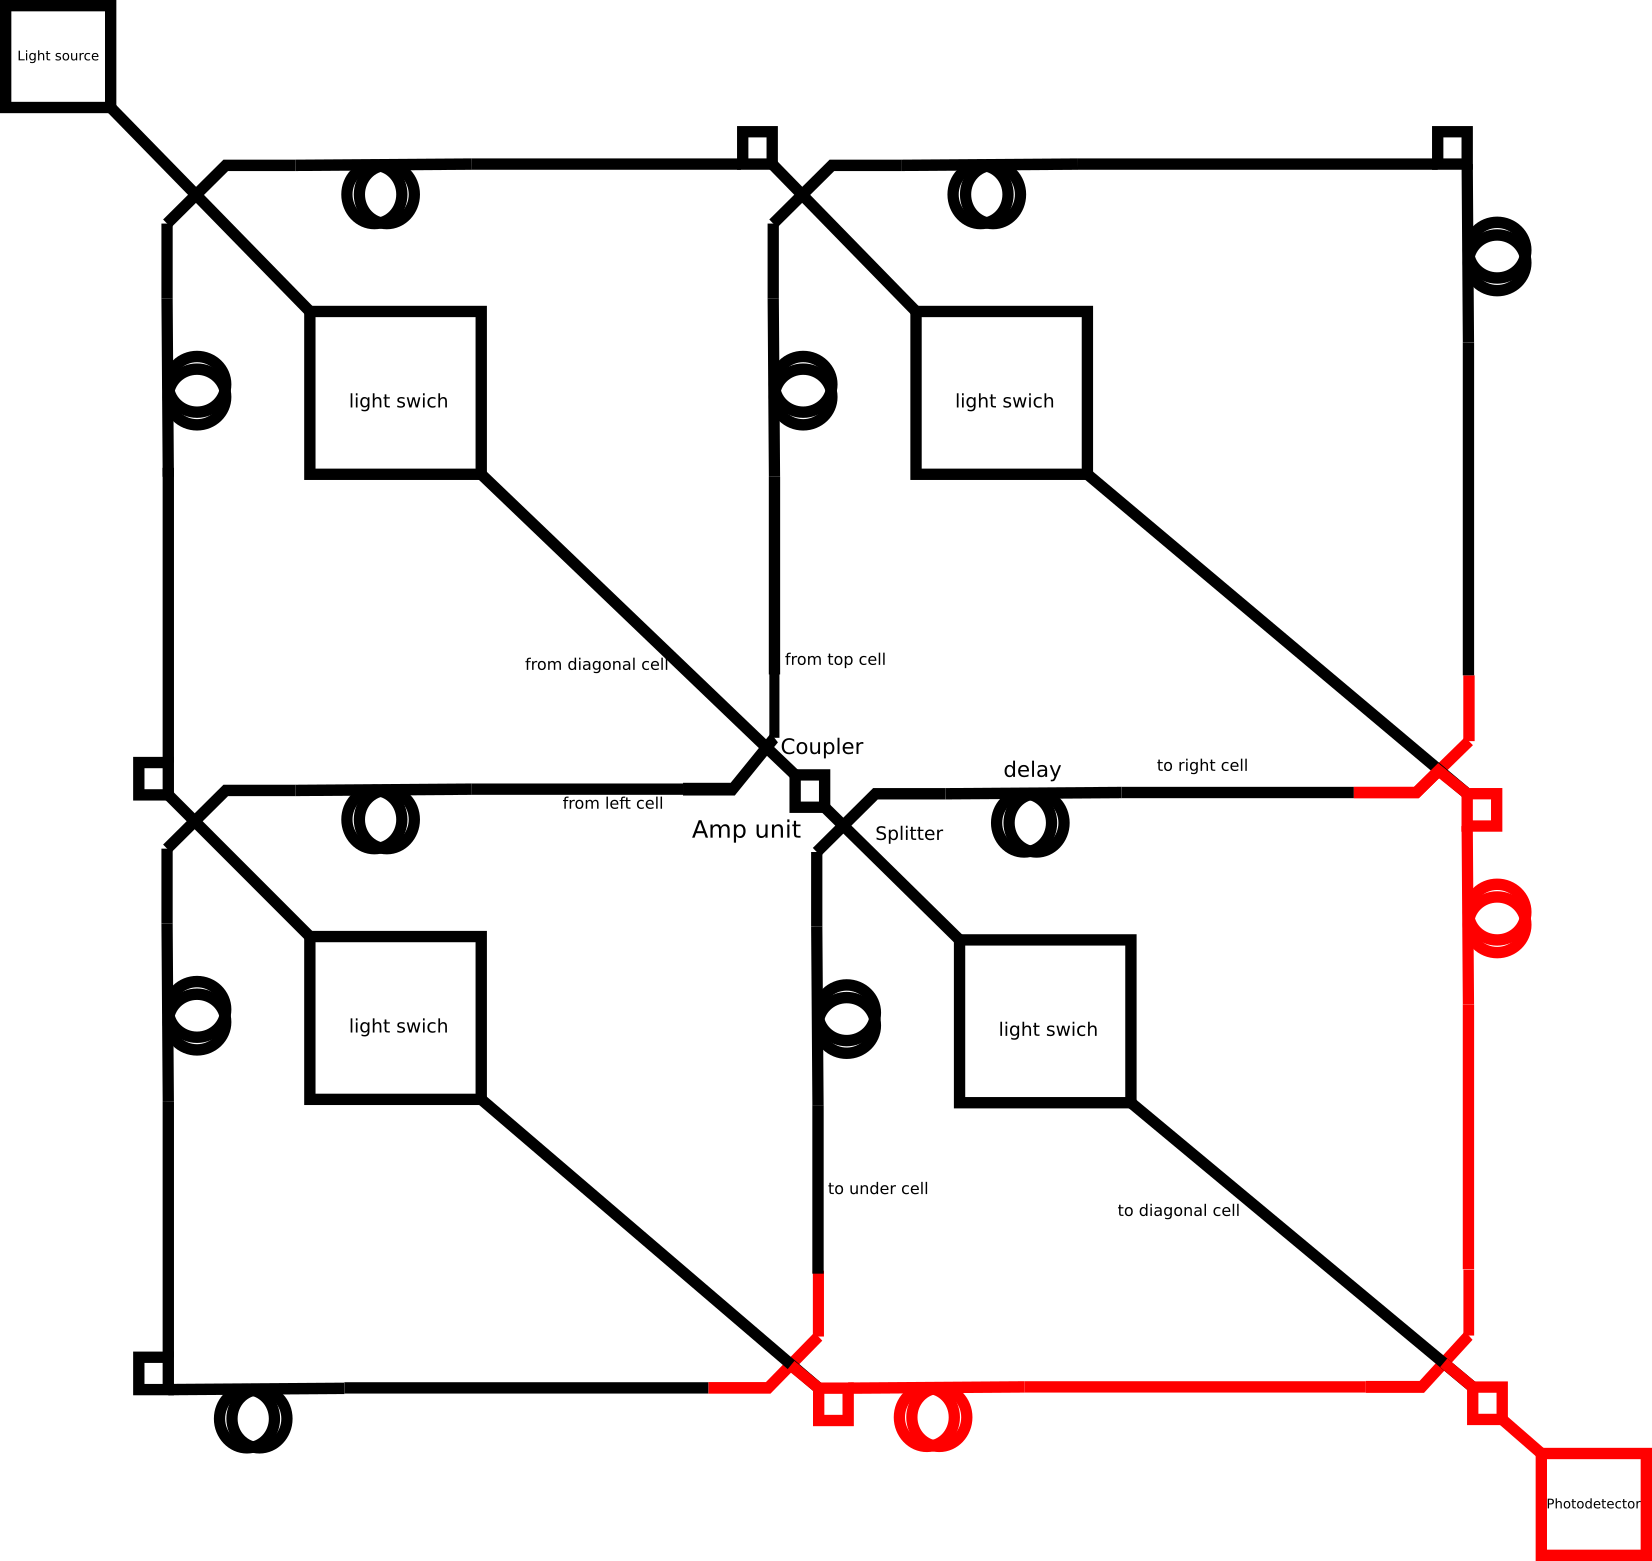 Light source
light swich
light swich
from diagonal cell
from top cell
Coupler
delay
to right cell
from left cell
Amp unit
Splitter
light swich
light swich
to under cell
to diagonal cell
Photodetector